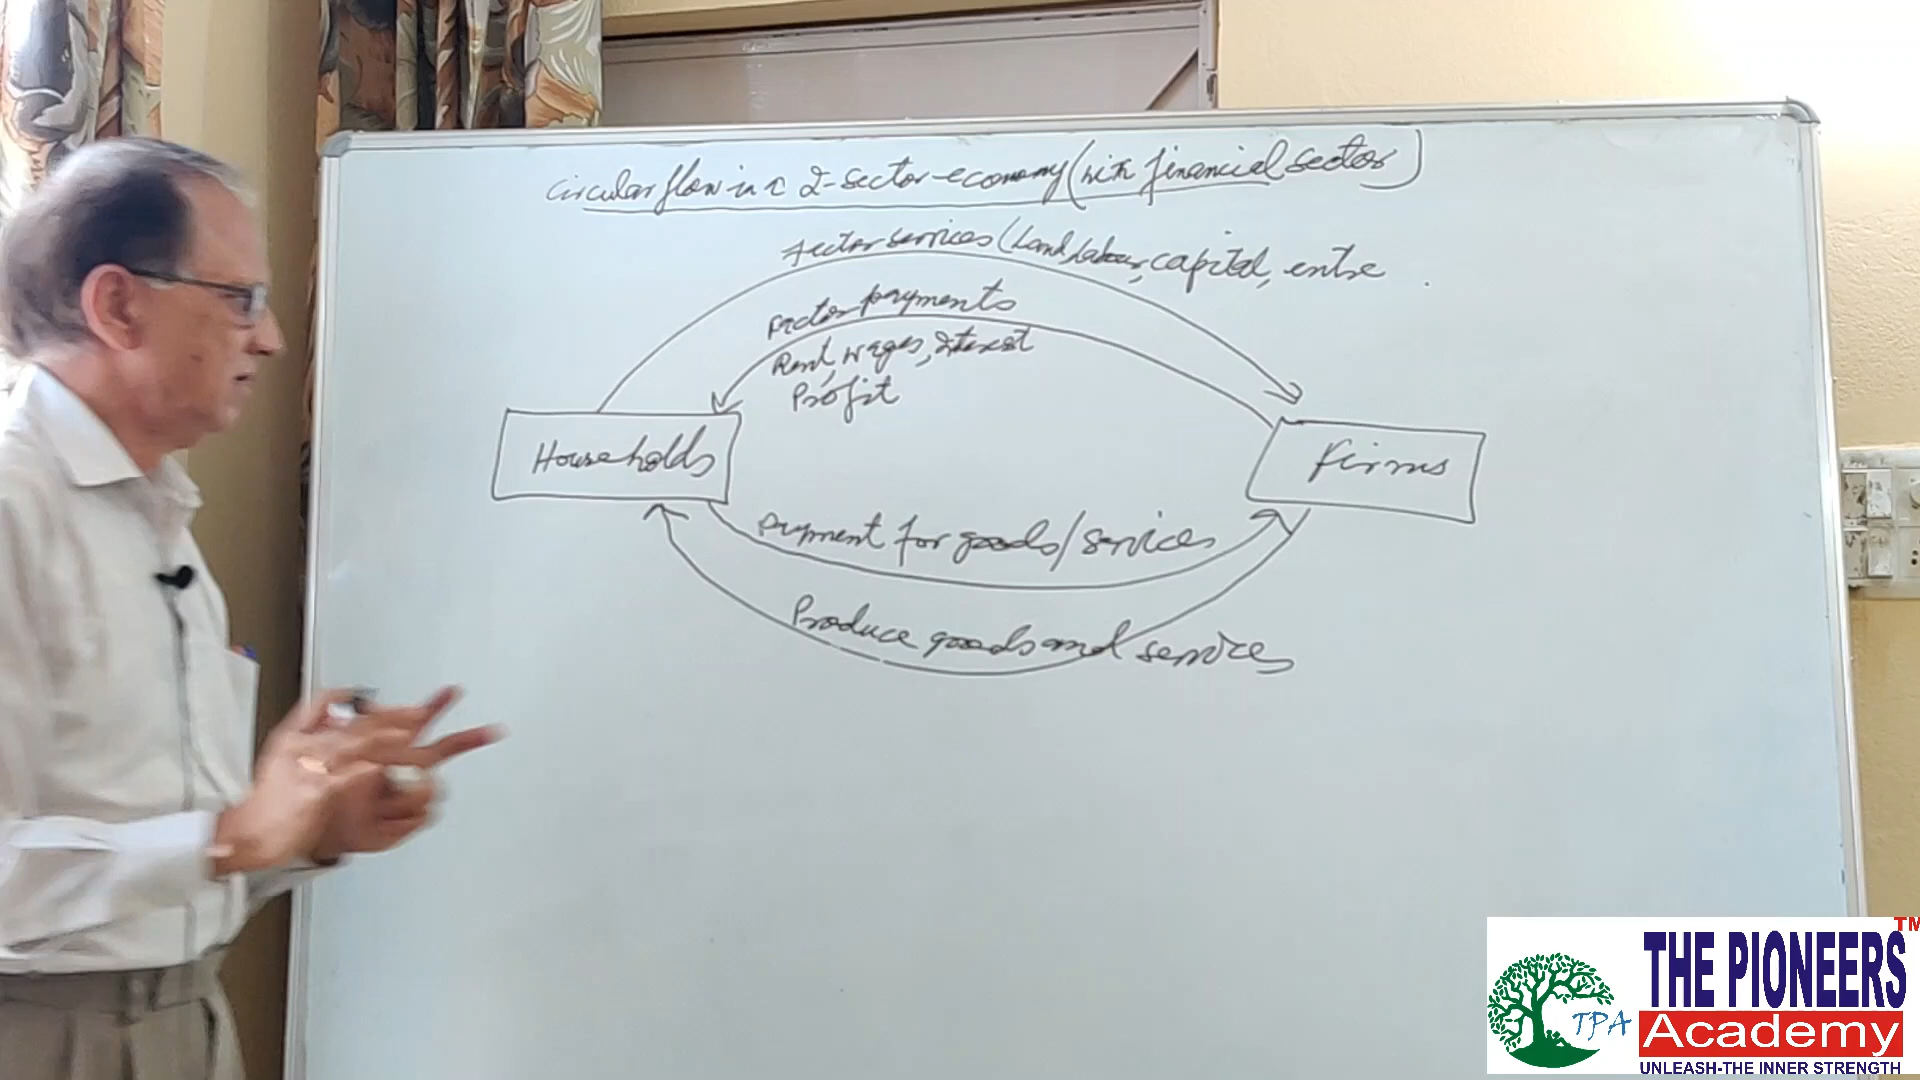 Circular flow in a 2-sector-economy (with financial sector)
Factor services (Land, Labour, capital, entre
Factor payments
Rent, wages, Interest
Profit
Households
Firms
Payment for goods/services
Produce goods and services
THE PIONEERS TM
TPA
Academy
UNLEASH-THE INNER STRENGTH